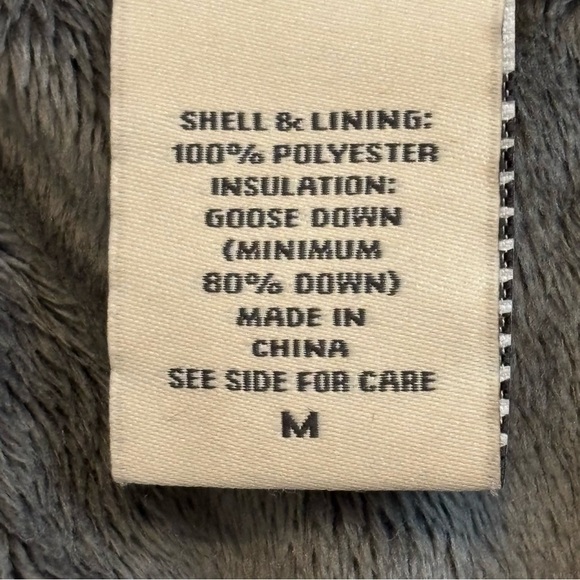 SHELL & LINING:
100% POLYESTER
INSULATION:
GOOSE DOWN
(MINIMUM
80% DOWN)
MADE IN
CHINA
SEE SIDE FOR CARE
M